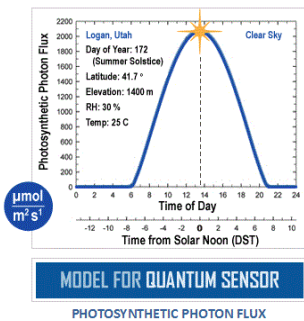 Photosynthetic Photon Flux
2200
2000
1800
1600
1400
1200
1000
800
600
400
200
0
Logan, Utah
Clear Sky
Day of Year: 172
(Summer Solstice)
Latitude: 41.7 °
Elevation: 1400 m
RH: 30 %
Temp: 25 C
µmol
m² s¹
0 2 4 6 8 10 12 14 16 18 20 22 24
Time of Day
-12 -10 -8 -6 -4 -2 0 2 4 6 8 10
Time from Solar Noon (DST)
MODEL FOR QUANTUM SENSOR
PHOTOSYNTHETIC PHOTON FLUX